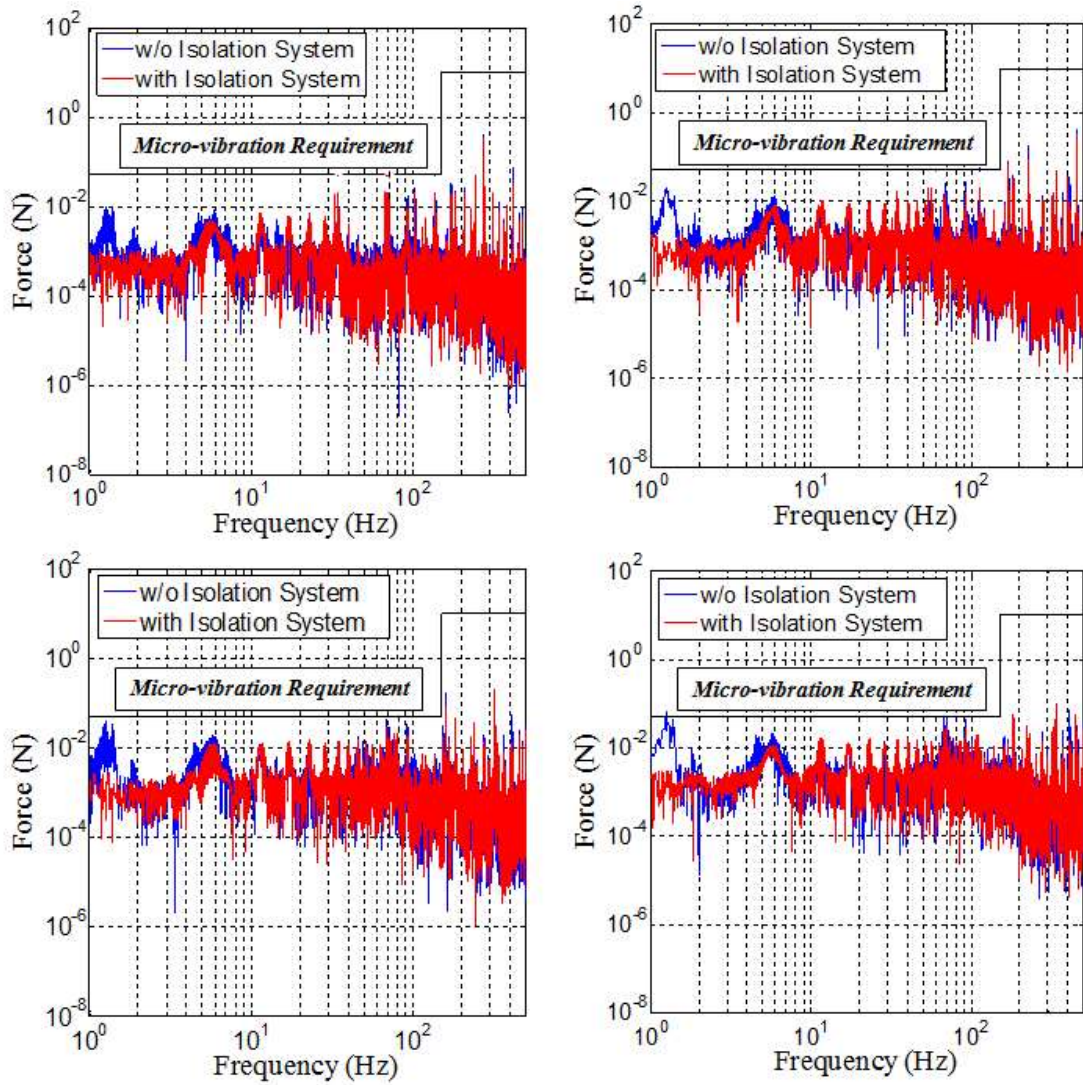 10^2
w/o Isolation System
with Isolation System
10^0
Micro-vibration Requirement
10^-2
10^-4
10^-6
10^-8
Force (N)
10^0
10^1
10^2
Frequency (Hz)
10^2
w/o Isolation System
with Isolation System
10^0
Micro-vibration Requirement
10^-2
10^-4
10^-6
10^-8
Force (N)
10^0
10^1
10^2
Frequency (Hz)
10^2
w/o Isolation System
with Isolation System
10^0
Micro-vibration Requirement
10^-2
10^-4
10^-6
10^-8
Force (N)
10^0
10^1
10^2
Frequency (Hz)
10^2
w/o Isolation System
with Isolation System
10^0
Micro-vibration Requirement
10^-2
10^-4
10^-6
10^-8
Force (N)
10^0
10^1
10^2
Frequency (Hz)